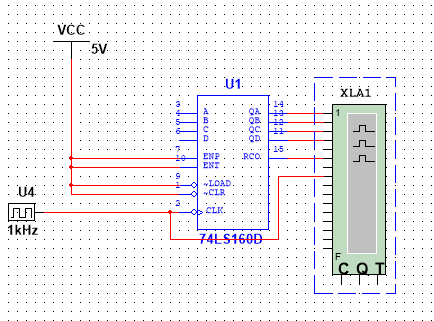 VCC
5V
U1
XLA1
3 A QA 14
4 B QB 13
5 C QC 12
6 D QD 11
7 ENP RCO 15
10 ENT
9 ~LOAD
1 ~CLR
2 CLK
74LS160D
U4
1kHz
1
F
C Q T